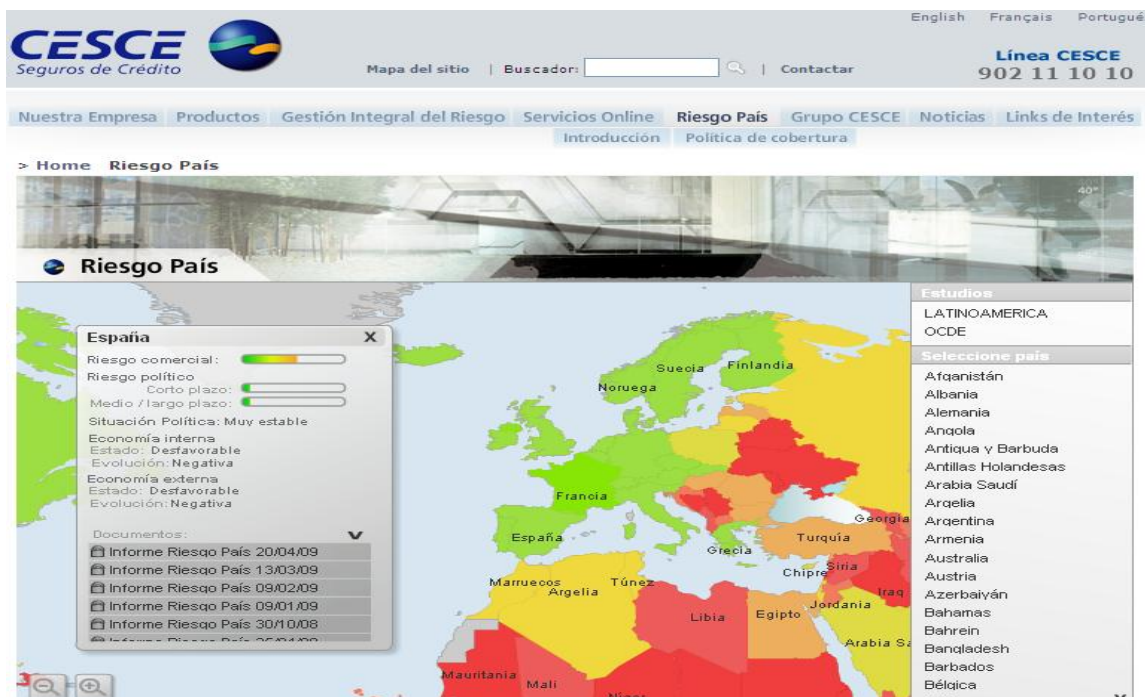 English Français Portugué
CESCE
Seguros de Crédito
Mapa del sitio | Buscador: | Contactar
Línea CESCE
902 11 10 10
Nuestra Empresa Productos Gestión Integral del Riesgo Servicios Online Riesgo País Grupo CESCE Noticias Links de Interés
Introducción Política de cobertura
> Home Riesgo País
40°
Riesgo País
España X
Riesgo comercial:
Riesgo político
Corto plazo:
Medio / largo plazo:
Situación Política: Muy estable
Economía interna
Estado: Desfavorable
Evolución: Negativa
Economía externa
Estado: Desfavorable
Evolución: Negativa
Documentos:
Informe Riesgo País 20/04/09
Informe Riesgo País 13/03/09
Informe Riesgo País 09/02/09
Informe Riesgo País 09/01/09
Informe Riesgo País 30/10/08
Suecia
Finlandia
Noruega
Francia
España
Grecia
Turquía
Georgia
Chipre
Siria
Iraq
Marruecos
Argelia
Túnez
Libia
Egipto
Jordania
Arabia Sa
Mauritania
Mali
Estudios
LATINOAMERICA
OCDE
Seleccione país
Afganistán
Albania
Alemania
Angola
Antigua y Barbuda
Antillas Holandesas
Arabia Saudí
Argelia
Argentina
Armenia
Australia
Austria
Azerbaiyán
Bahamas
Bahrein
Bangladesh
Barbados
Bélgica